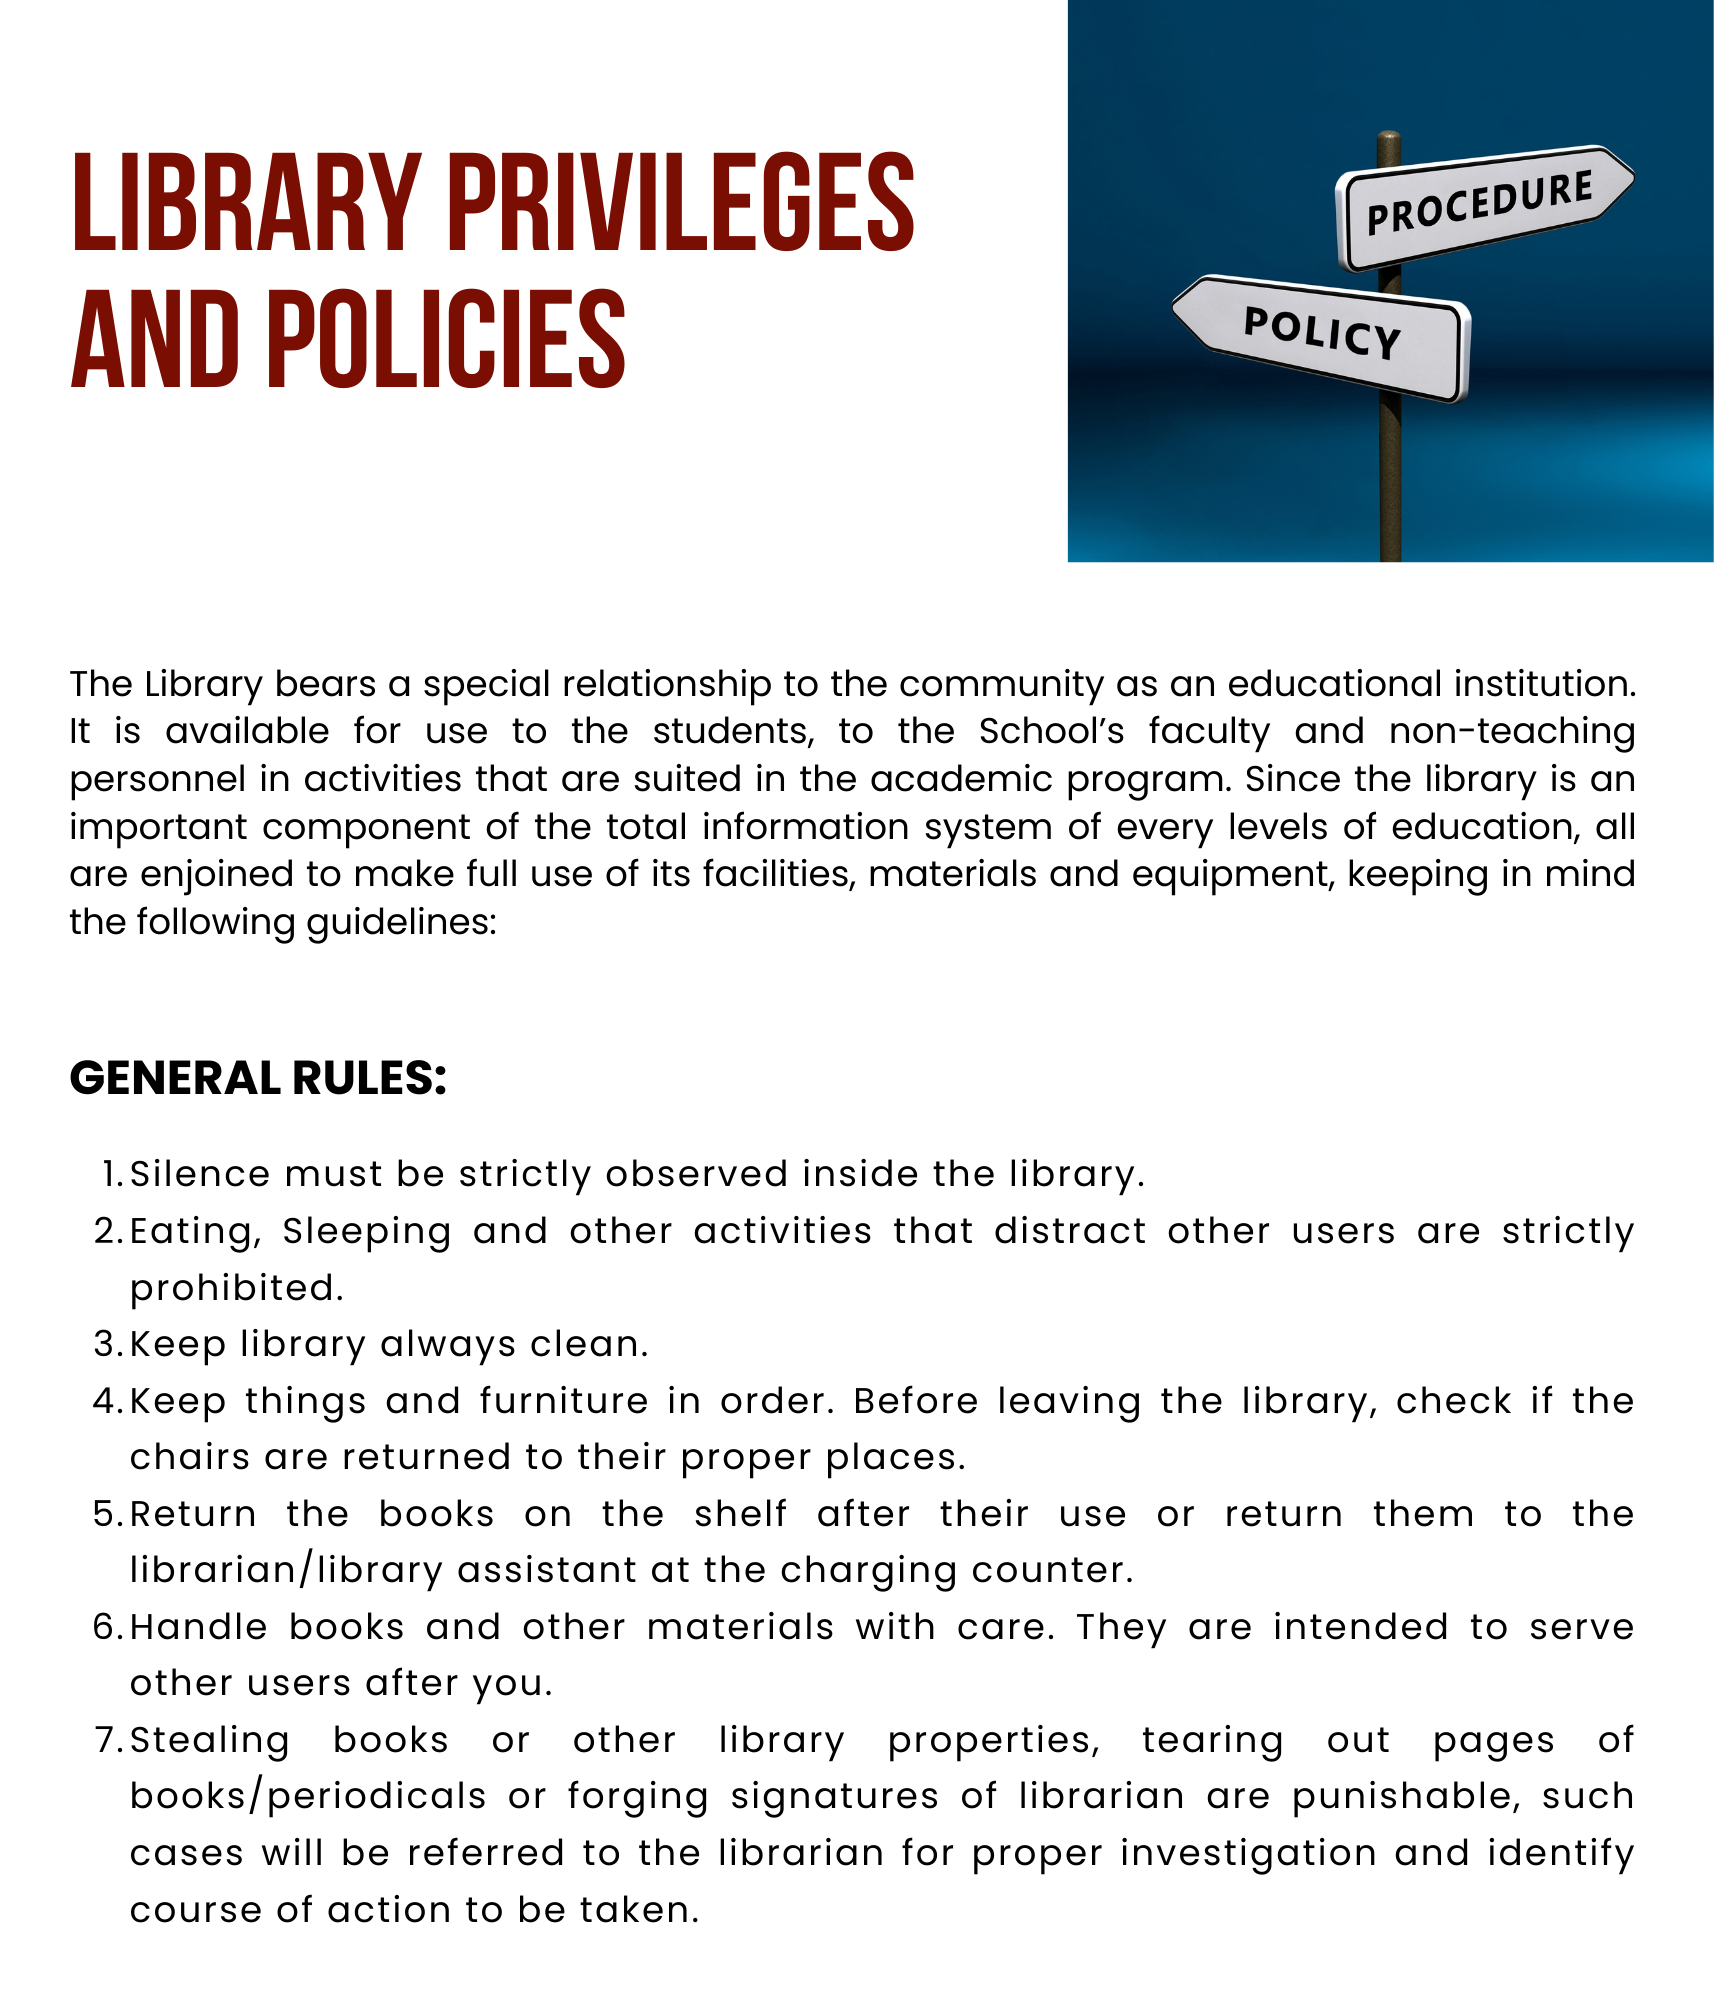 LIBRARY PRIVILEGES
AND POLICIES
PROCEDURE
POLICY
The Library bears a special relationship to the community as an educational institution.
It is available for use to the students, to the School’s faculty and non-teaching
personnel in activities that are suited in the academic program. Since the library is an
important component of the total information system of every levels of education, all
are enjoined to make full use of its facilities, materials and equipment, keeping in mind
the following guidelines:
GENERAL RULES:
1. Silence must be strictly observed inside the library.
2. Eating, Sleeping and other activities that distract other users are strictly
prohibited.
3. Keep library always clean.
4. Keep things and furniture in order. Before leaving the library, check if the
chairs are returned to their proper places.
5. Return the books on the shelf after their use or return them to the
librarian/library assistant at the charging counter.
6. Handle books and other materials with care. They are intended to serve
other users after you.
7. Stealing books or other library properties, tearing out pages of
books/periodicals or forging signatures of librarian are punishable, such
cases will be referred to the librarian for proper investigation and identify
course of action to be taken.